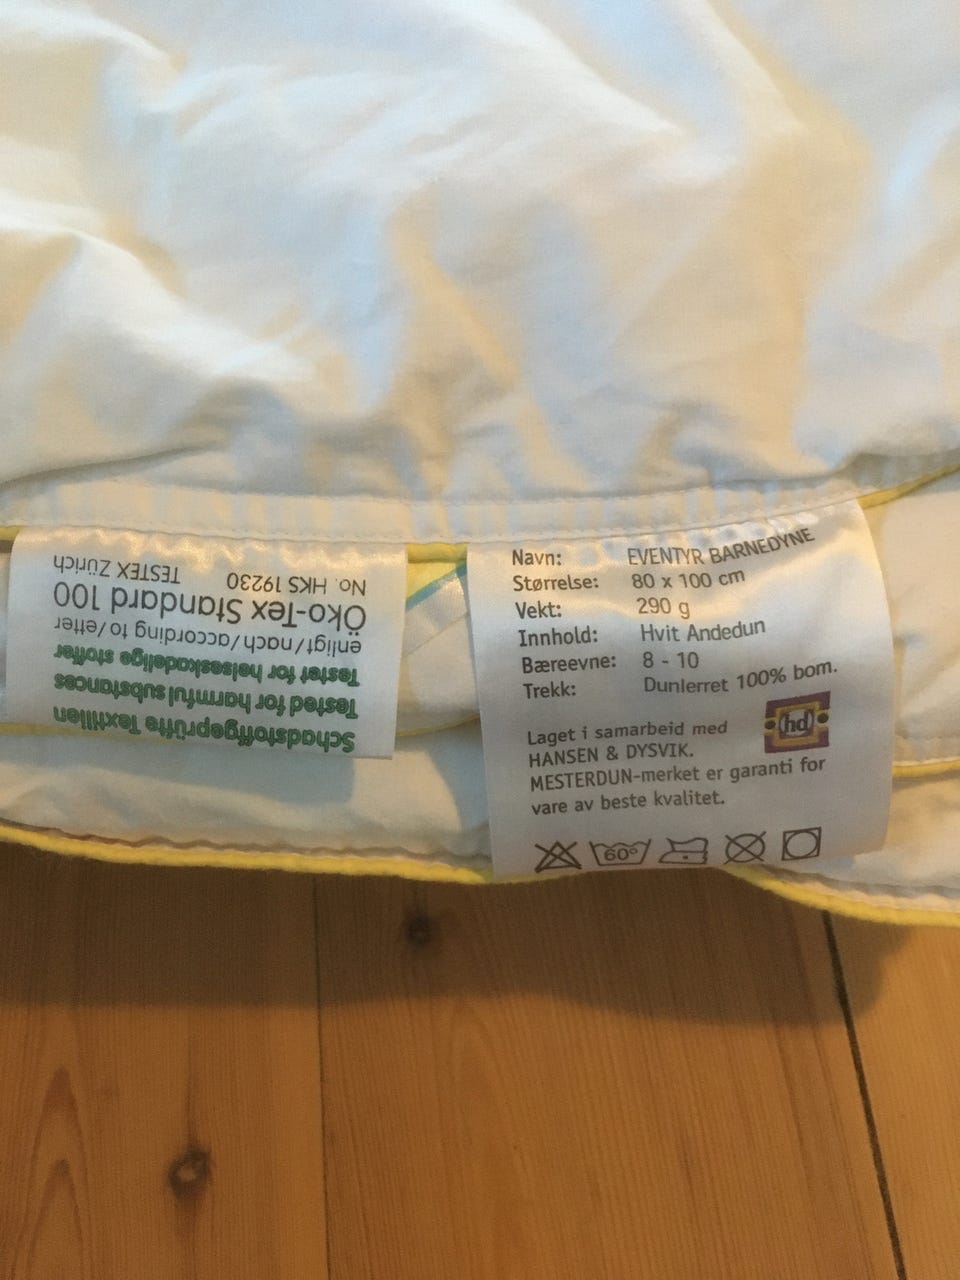 Schadstoffgeprüfte Textilien
Tested for harmful substances
Testet for helseskadelige stoffer
enligt/nach/according to/etter
Öko-Tex Standard 100
No. HKS 19230 TESTEX Zürich
Navn: EVENTYR BARNEDYNE
Størrelse: 80 x 100 cm
Vekt: 290 g
Innhold: Hvit Andedun
Bæreevne: 8 - 10
Trekk: Dunlerret 100% bom.
Laget i samarbeid med
HANSEN & DYSVIK.
MESTERDUN-merket er garanti for
vare av beste kvalitet.
hd
60°